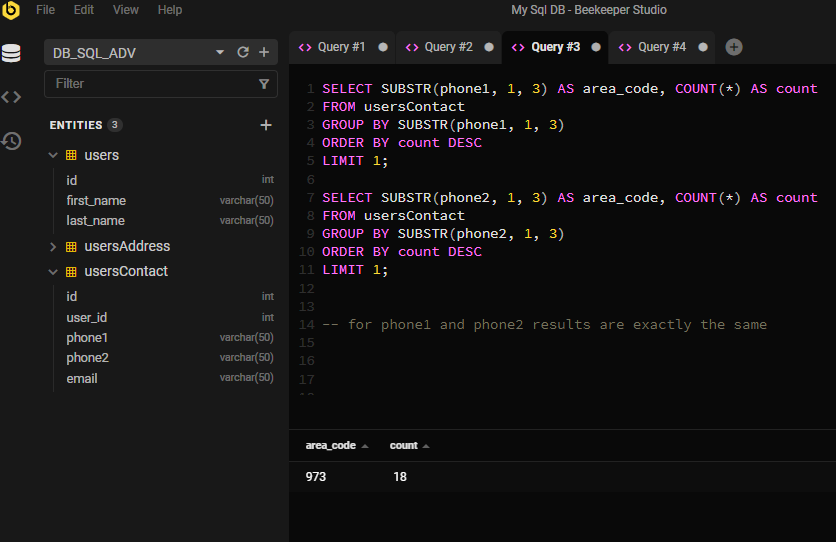 File Edit View Help
My Sql DB - Beekeeper Studio
DB_SQL_ADV
Filter
ENTITIES 3
users
id int
first_name varchar(50)
last_name varchar(50)
usersAddress
usersContact
id int
user_id int
phone1 varchar(50)
phone2 varchar(50)
email varchar(50)
Query #1 Query #2 Query #3 Query #4
1 SELECT SUBSTR(phone1, 1, 3) AS area_code, COUNT(*) AS count
2 FROM usersContact
3 GROUP BY SUBSTR(phone1, 1, 3)
4 ORDER BY count DESC
5 LIMIT 1;
6
7 SELECT SUBSTR(phone2, 1, 3) AS area_code, COUNT(*) AS count
8 FROM usersContact
9 GROUP BY SUBSTR(phone2, 1, 3)
10 ORDER BY count DESC
11 LIMIT 1;
12
13
14 -- for phone1 and phone2 results are exactly the same
15
16
17
area_code count
973 18